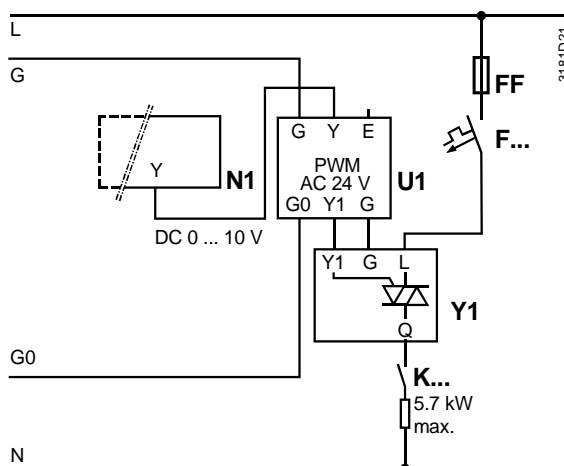 L
3181D21
G
FF
F...
G Y E
Y
N1
PWM
AC 24 V
U1
G0 Y1 G
DC 0 ... 10 V
Y1 G L
Y1
Q
G0
K...
5.7 kW
max.
N